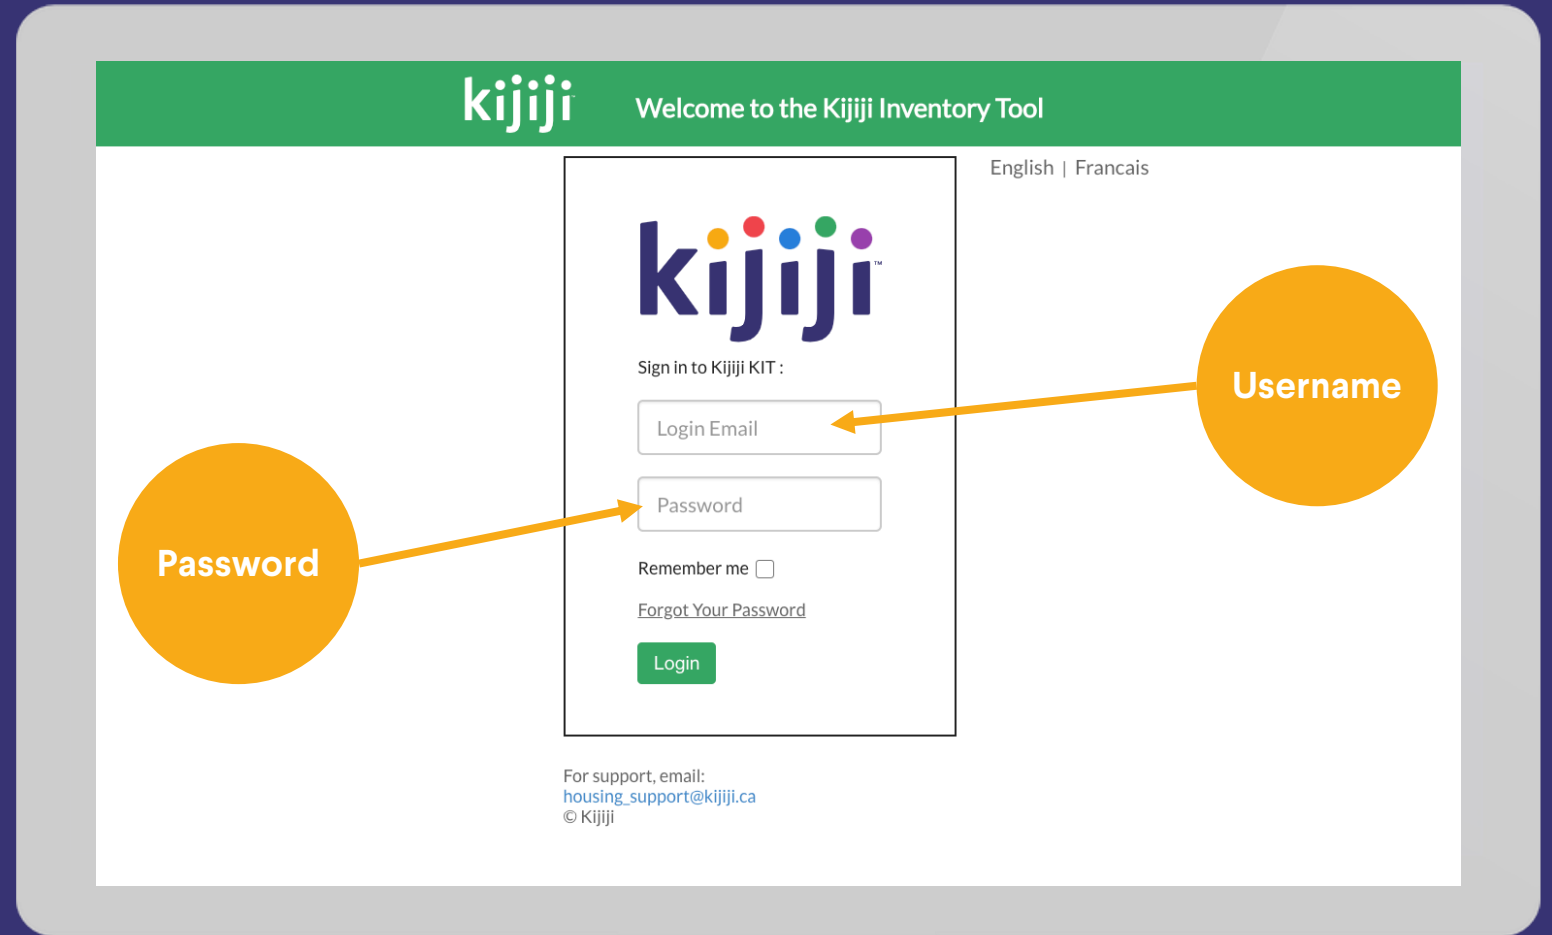 kijiji
Welcome to the Kijiji Inventory Tool
English | Francais
kijiji™
Sign in to Kijiji KIT :
Login Email
Username
Password
Password
Remember me
Forgot Your Password
Login
For support, email:
housing_support@kijiji.ca
© Kijiji